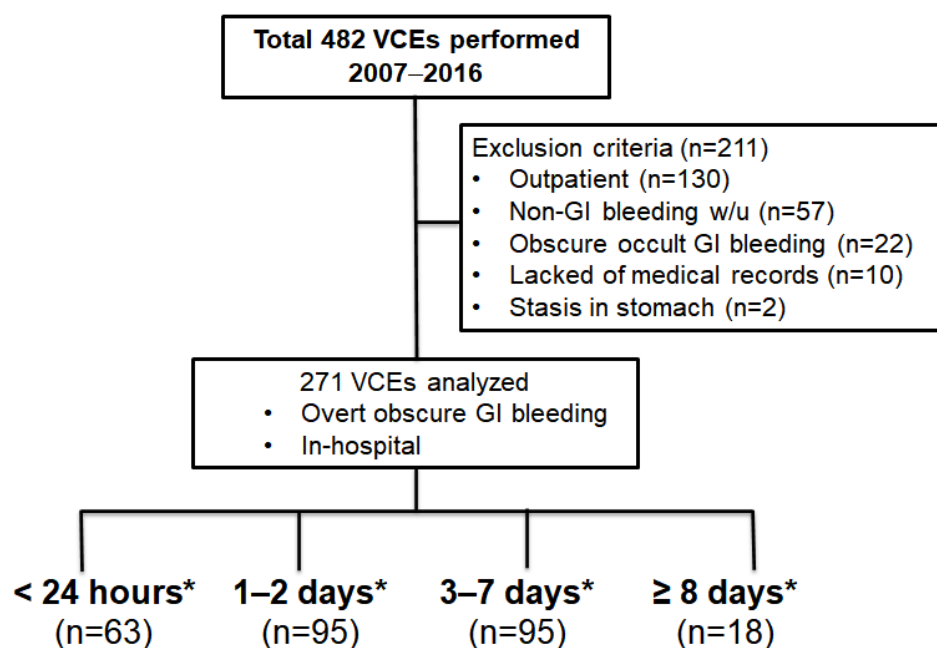 Total 482 VCEs performed
2007–2016
Exclusion criteria (n=211)
• Outpatient (n=130)
• Non-GI bleeding w/u (n=57)
• Obscure occult GI bleeding (n=22)
• Lacked of medical records (n=10)
• Stasis in stomach (n=2)
271 VCEs analyzed
• Overt obscure GI bleeding
• In-hospital
< 24 hours* 1–2 days* 3–7 days* ≥ 8 days*
(n=63) (n=95) (n=95) (n=18)